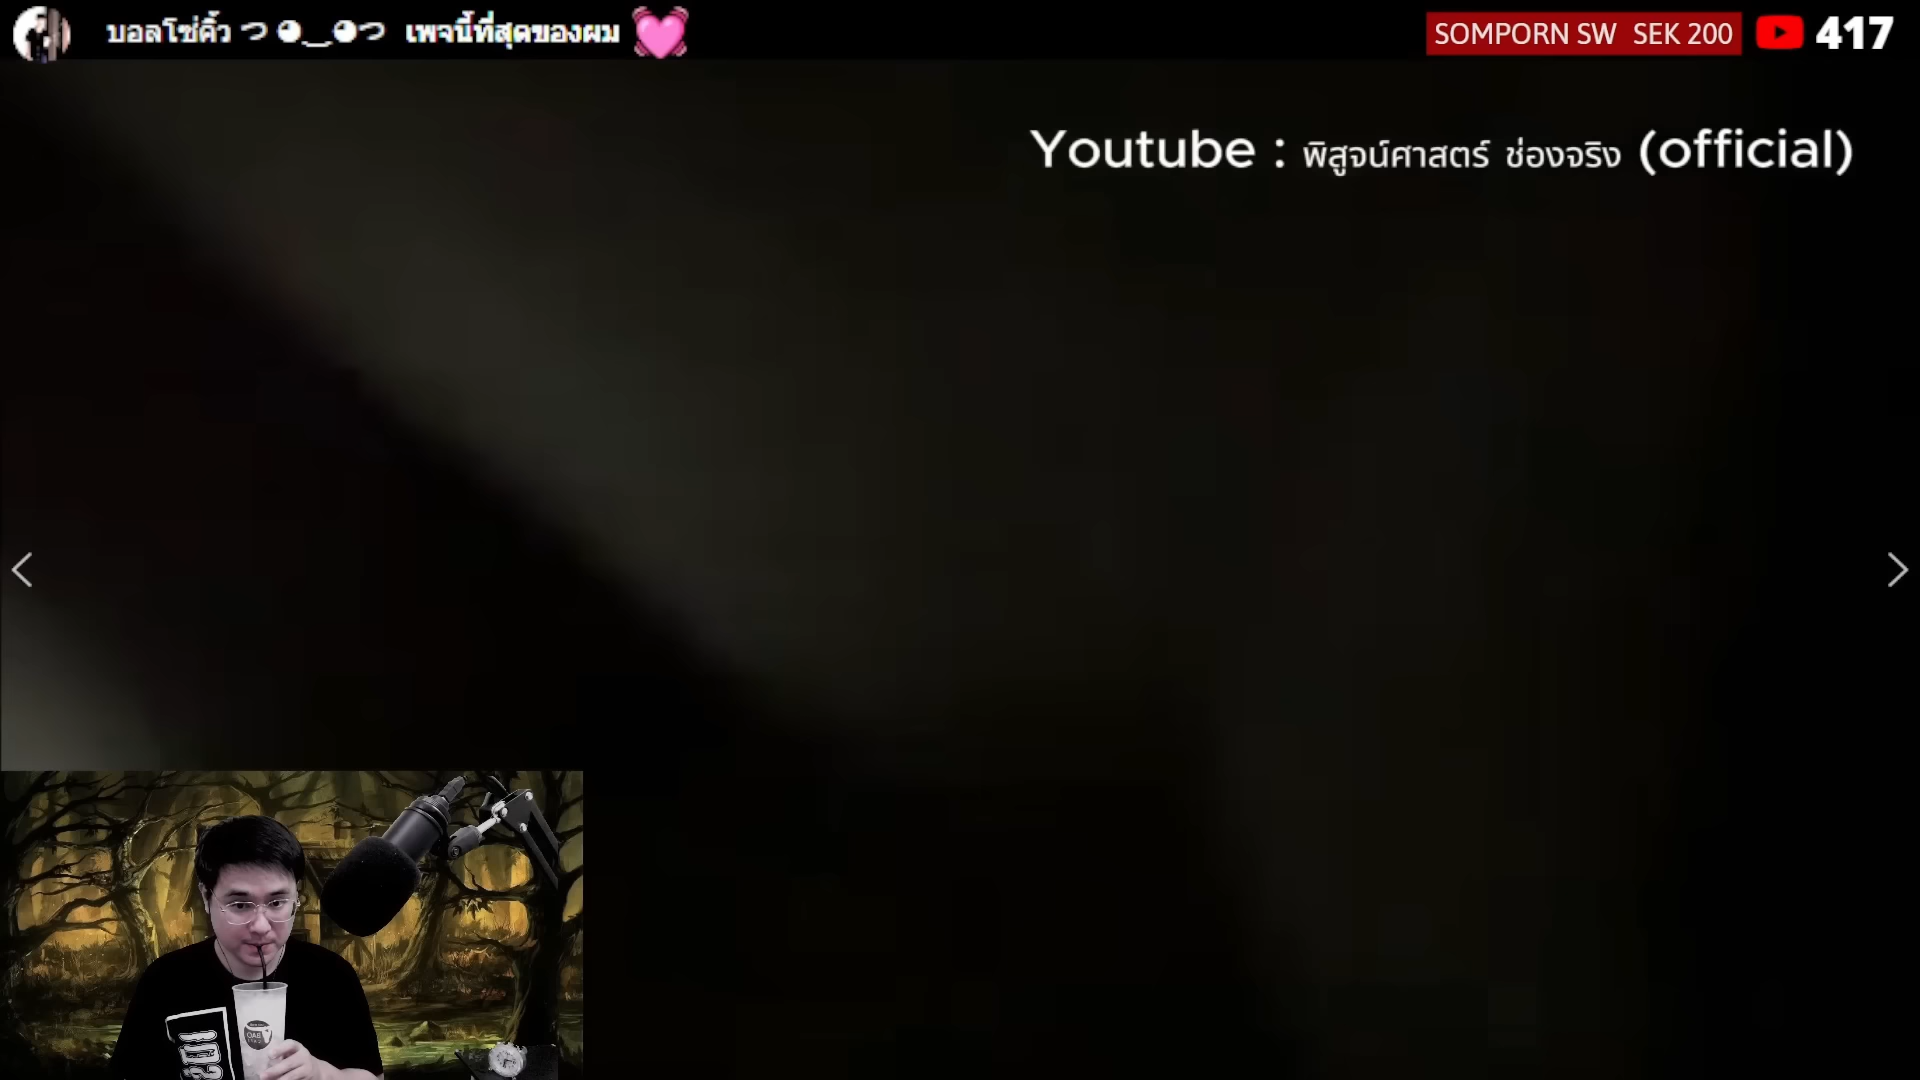 บอลโซ่คิ้ว つ ◕‿◕つ เพจนี้ที่สุดของผม 💓
SOMPORN SW SEK 200
417
Youtube : พิสูจน์ศาสตร์ ช่องจริง (official)